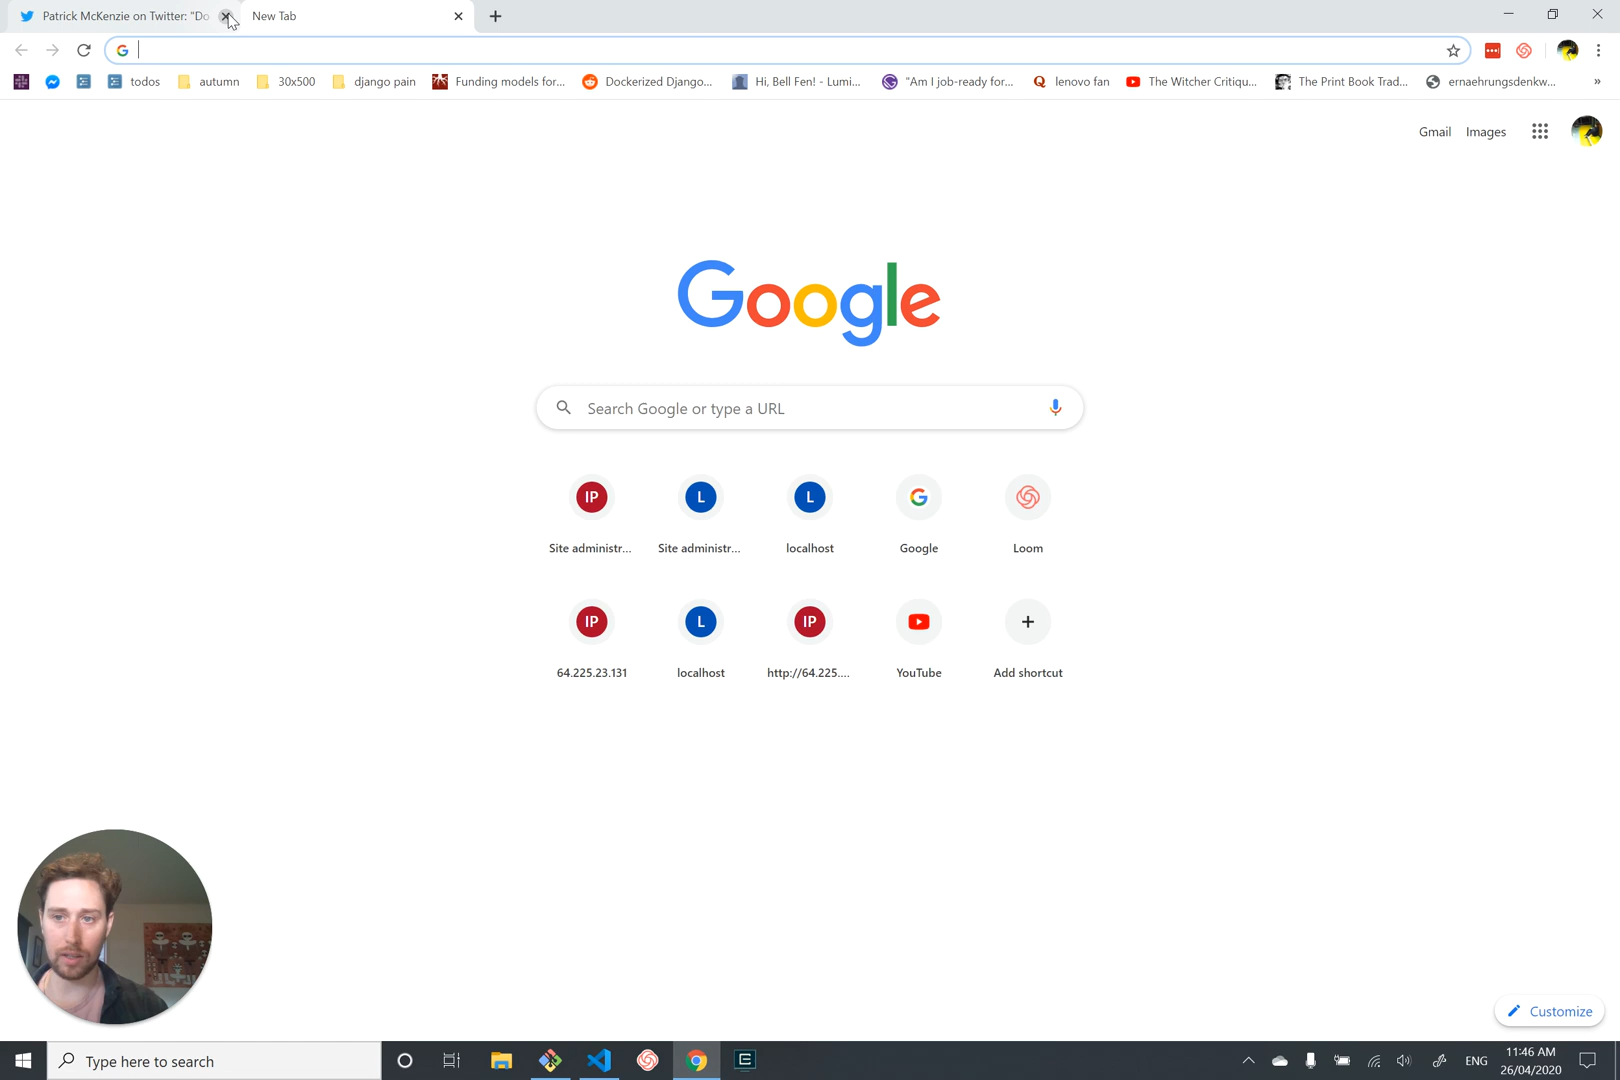 Patrick McKenzie on Twitter: "Do
New Tab
todos
autumn
30x500
django pain
Funding models for...
Dockerized Django...
Hi, Bell Fen! - Lumi...
"Am I job-ready for...
lenovo fan
The Witcher Critiqu...
The Print Book Trad...
ernaehrungsdenkw...
»
Gmail
Images
Google
Search Google or type a URL
IP
L
L
G
Site administr...
Site administr...
localhost
Google
Loom
IP
L
IP
64.225.23.131
localhost
http://64.225....
YouTube
Add shortcut
Customize
Type here to search
ENG
11:46 AM
26/04/2020